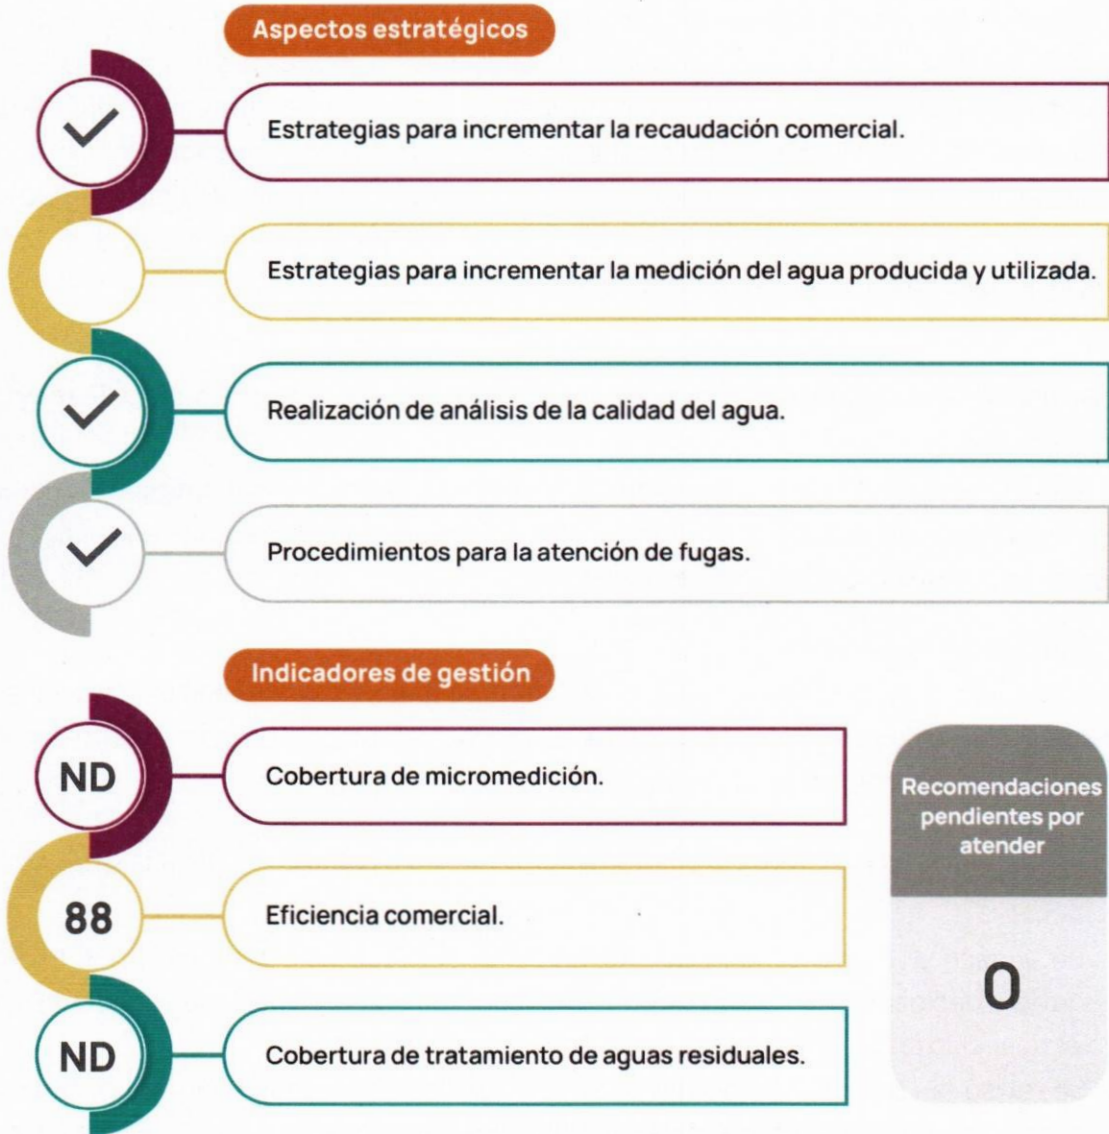 Aspectos estratégicos
Estrategias para incrementar la recaudación comercial.
Estrategias para incrementar la medición del agua producida y utilizada.
Realización de análisis de la calidad del agua.
Procedimientos para la atención de fugas.
Indicadores de gestión
ND
Cobertura de micromedición.
88
Eficiencia comercial.
ND
Cobertura de tratamiento de aguas residuales.
Recomendaciones
pendientes por
atender
0